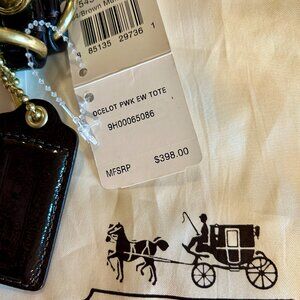 85135 29736 1
OCELOT PWK EW TOTE
9H00065086
MFSRP $398.00